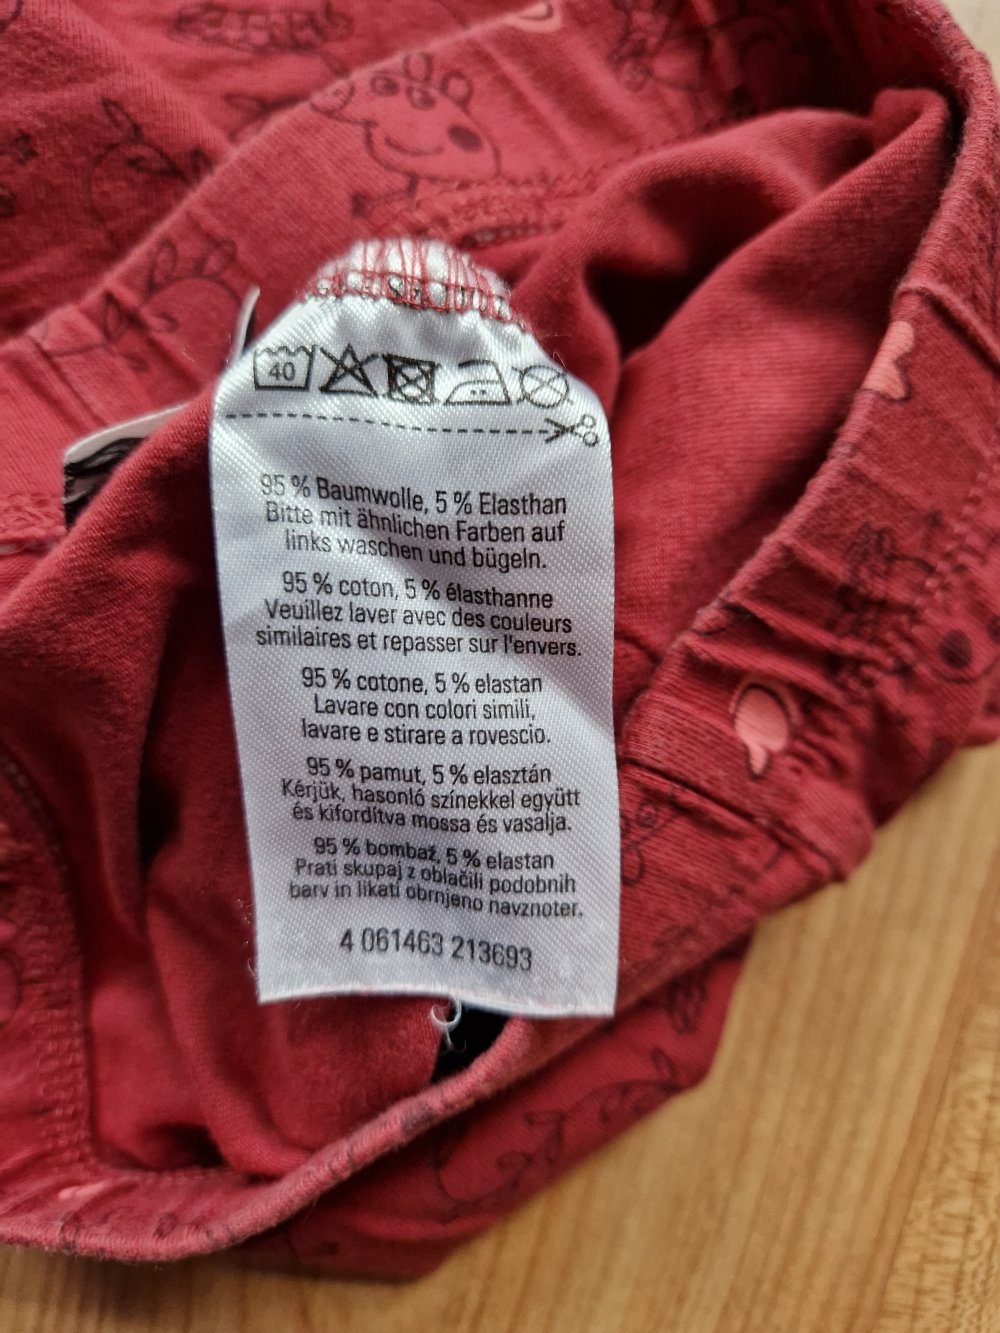 40
95 % Baumwolle, 5 % Elasthan
Bitte mit ähnlichen Farben auf
links waschen und bügeln.
95 % coton, 5 % élasthanne
Veuillez laver avec des couleurs
similaires et repasser sur l'envers.
95 % cotone, 5 % elastan
Lavare con colori simili,
lavare e stirare a rovescio.
95 % pamut, 5 % elasztán
Kérjük, hasonló színekkel együtt
és kifordítva mossa és vasalja.
95 % bombaž, 5 % elastan
Prati skupaj z oblačili podobnih
barv in likati obrnjeno navznoter.
4 061463 213693